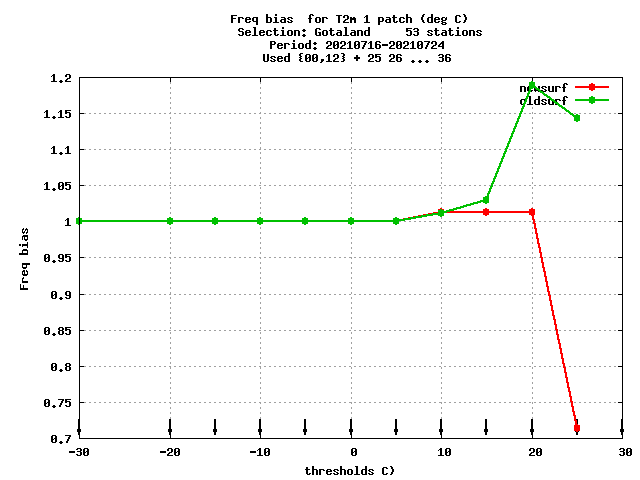 Freq bias  for T2m 1 patch (deg C)
Selection: Gotaland     53 stations
Period: 20210716-20210724
Used {00,12} + 25 26 ... 36
newsurf
oldsurf
1.2
1.15
1.1
1.05
1
0.95
0.9
0.85
0.8
0.75
0.7
Freq bias
-30 -20 -10 0 10 20 30
thresholds C)